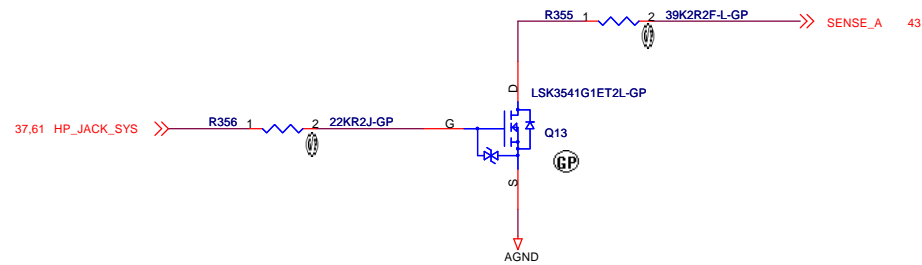 R355 1 2 39K2R2F-L-GP
SENSE_A 43
D
LSK3541G1ET2L-GP
37,61 HP_JACK_SYS
R356 1 2 22KR2J-GP
G
Q13
GP
S
AGND